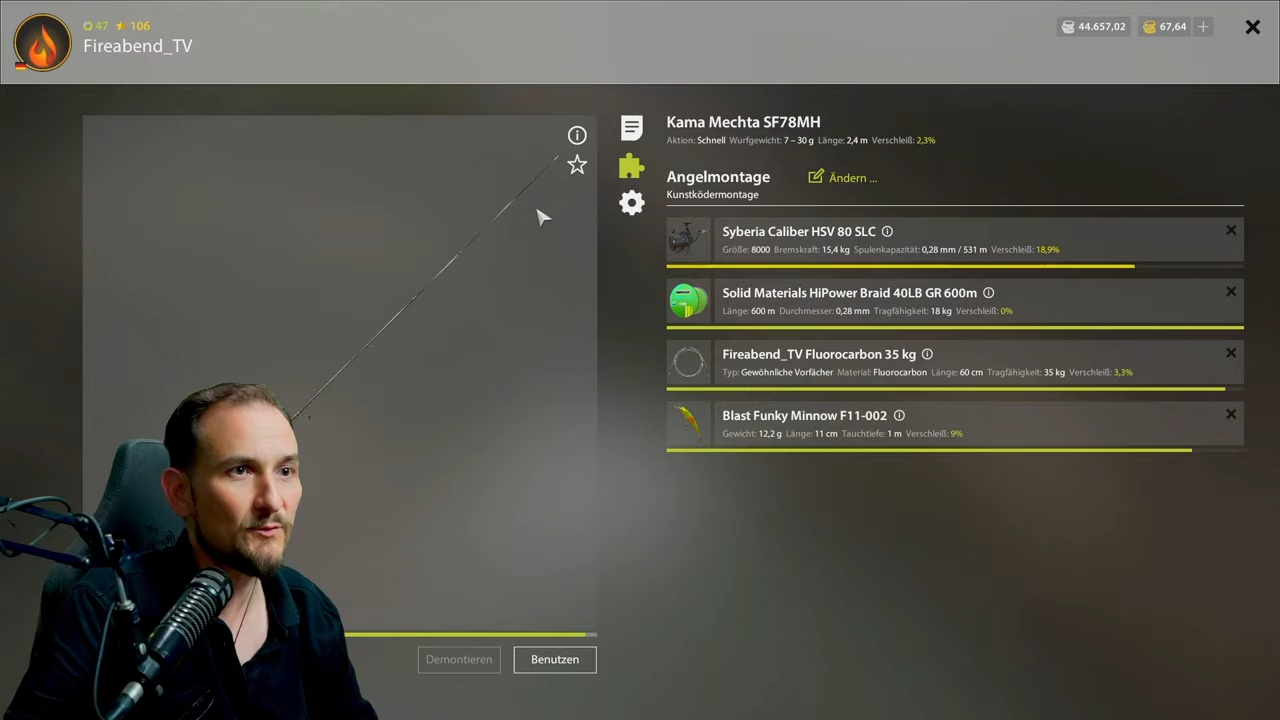 47 106
Fireabend_TV
44.657,02 67,64
Kama Mechta SF78MH
Aktion: Schnell Wurfgewicht: 7 – 30 g Länge: 2,4 m Verschleiß: 2,3%
Angelmontage
Ändern ...
Kunstködermontage
Syberia Caliber HSV 80 SLC
Größe: 8000 Bremskraft: 15,4 kg Spulenkapazität: 0,28 mm / 531 m Verschleiß: 18,9%
Solid Materials HiPower Braid 40LB GR 600m
Länge: 600 m Durchmesser: 0,28 mm Tragfähigkeit: 18 kg Verschleiß: 0%
Fireabend_TV Fluorocarbon 35 kg
Typ: Gewöhnliche Vorfächer Material: Fluorocarbon Länge: 60 cm Tragfähigkeit: 35 kg Verschleiß: 3,3%
Blast Funky Minnow F11-002
Gewicht: 12,2 g Länge: 11 cm Tauchtiefe: 1 m Verschleiß: 9%
Demontieren
Benutzen